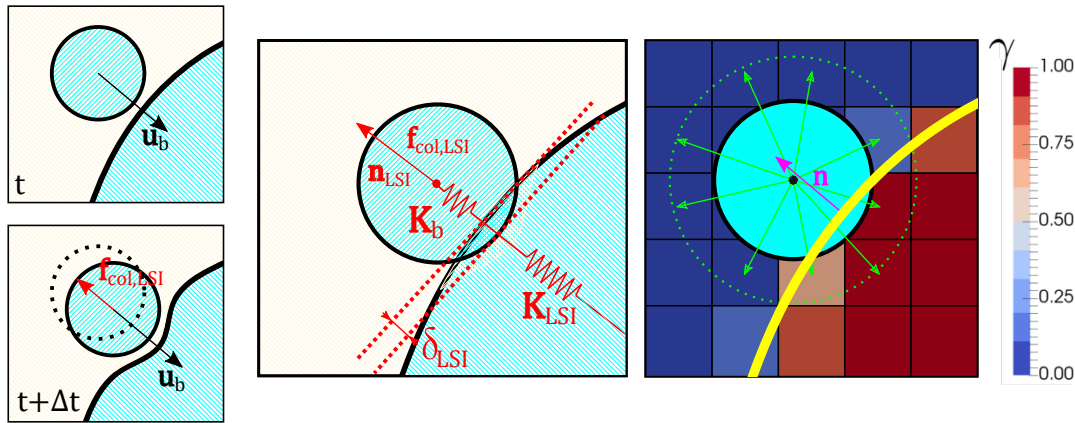 u_b
t
f_col,LSI
u_b
t+Δt
f_col,LSI
n_LSI
K_b
K_LSI
δ_LSI
n
γ
1.00
0.75
0.50
0.25
0.00